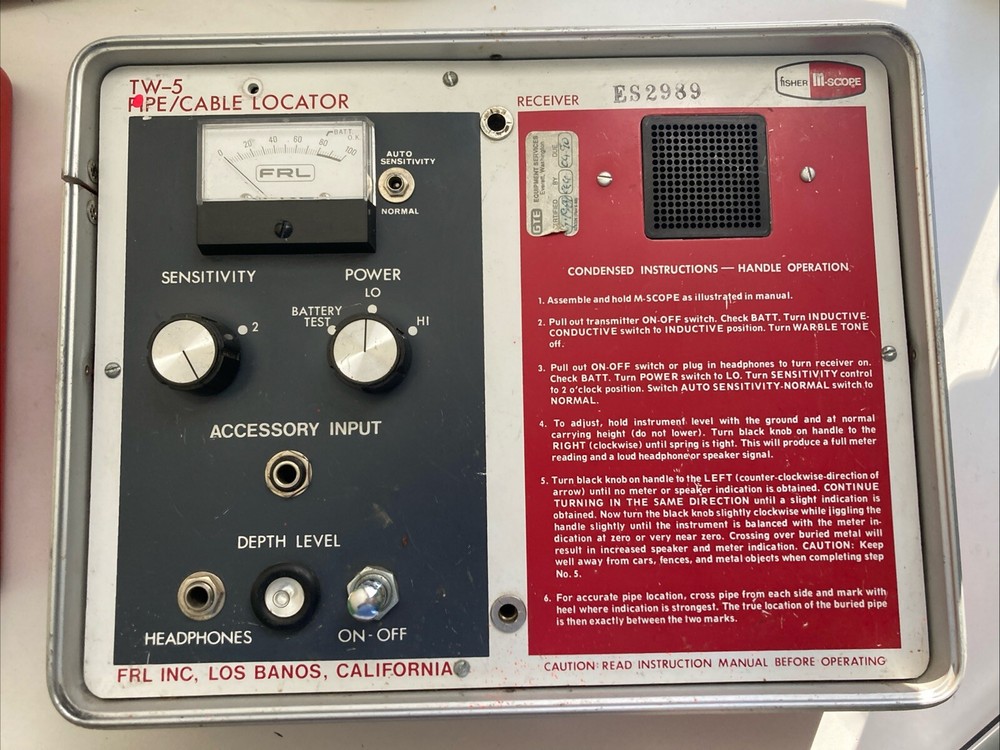 TW-5
PIPE/CABLE LOCATOR
RECEIVER
ES2989
fisher m-SCOPE
0 20 40 60 80 100
BATT.
O.K.
FRL
AUTO
SENSITIVITY
NORMAL
GTE
EQUIPMENT SERVICES
Everett, Washington
CERTIFIED BY DUE
SENSITIVITY
2
POWER
LO
BATTERY
TEST
HI
ACCESSORY INPUT
DEPTH LEVEL
HEADPHONES
ON-OFF
FRL INC, LOS BANOS, CALIFORNIA
CONDENSED INSTRUCTIONS — HANDLE OPERATION
1. Assemble and hold M-SCOPE as illustrated in manual.
2. Pull out transmitter ON-OFF switch. Check BATT. Turn INDUCTIVE-
CONDUCTIVE switch to INDUCTIVE position. Turn WARBLE TONE
off.
3. Pull out ON-OFF switch or plug in headphones to turn receiver on.
Check BATT. Turn POWER switch to LO. Turn SENSITIVITY control
to 2 o'clock position. Switch AUTO SENSITIVITY-NORMAL switch to
NORMAL.
4. To adjust, hold instrument level with the ground and at normal
carrying height (do not lower). Turn black knob on handle to the
RIGHT (clockwise) until spring is tight. This will produce a full meter
reading and a loud headphone or speaker signal.
5. Turn black knob on handle to the LEFT (counter-clockwise-direction of
arrow) until no meter or speaker indication is obtained. CONTINUE
TURNING IN THE SAME DIRECTION until a slight indication is
obtained. Now turn the black knob slightly clockwise while jiggling the
handle slightly until the instrument is balanced with the meter in-
dication at zero or very near zero. Crossing over buried metal will
result in increased speaker and meter indication. CAUTION: Keep
well away from cars, fences, and metal objects when completing step
No. 5.
6. For accurate pipe location, cross pipe from each side and mark with
heel where indication is strongest. The true location of the buried pipe
is then exactly between the two marks.
CAUTION: READ INSTRUCTION MANUAL BEFORE OPERATING